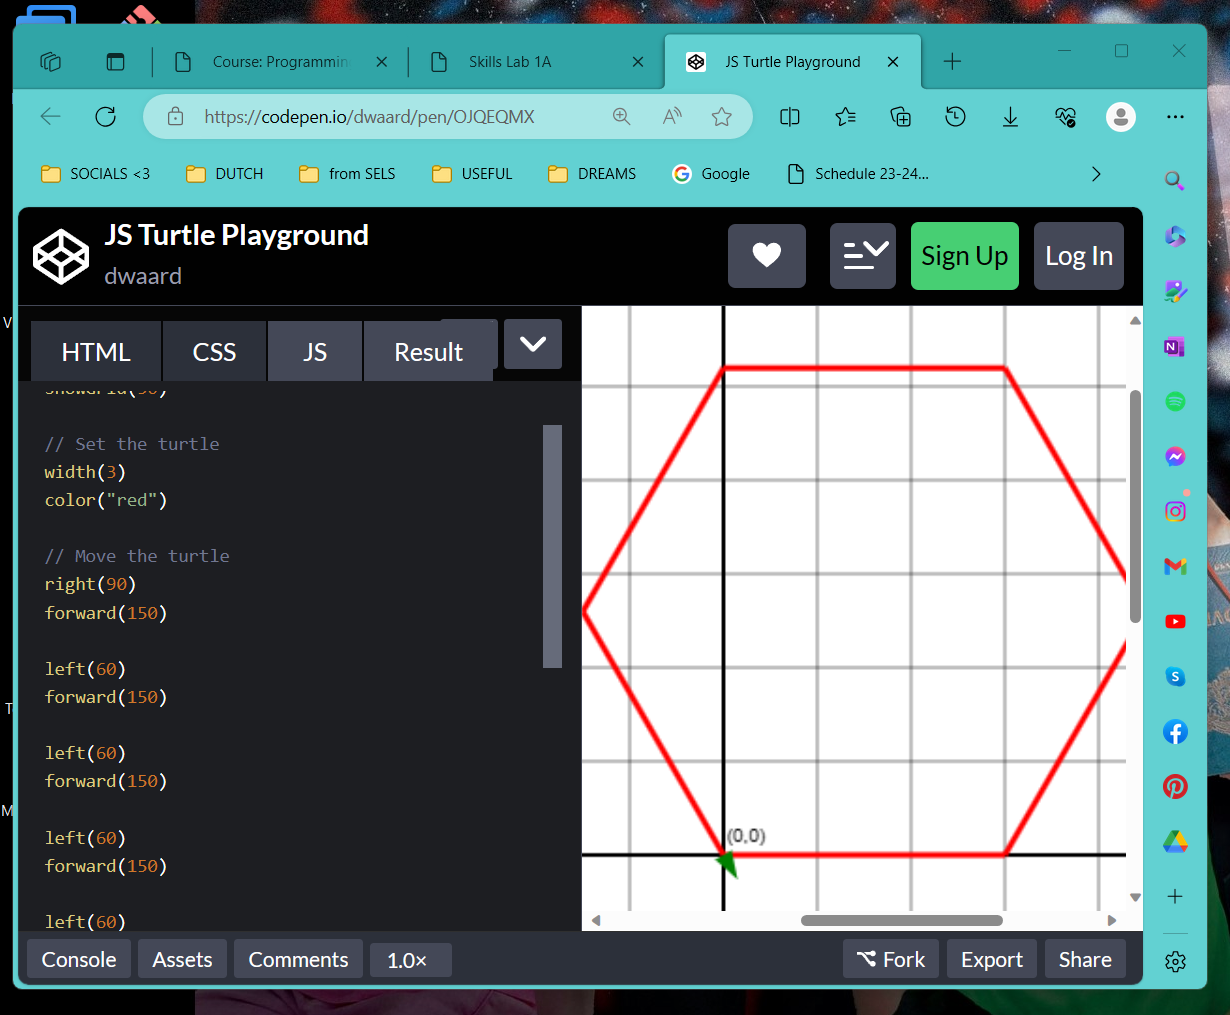 Course: Programmin
Skills Lab 1A
JS Turtle Playground
https://codepen.io/dwaard/pen/OJQEQMX
SOCIALS <3
DUTCH
from SELS
USEFUL
DREAMS
Google
Schedule 23-24...
JS Turtle Playground
dwaard
Sign Up
Log In
HTML
CSS
JS
Result
// Set the turtle
width(3)
color("red")
// Move the turtle
right(90)
forward(150)
left(60)
forward(150)
left(60)
forward(150)
left(60)
forward(150)
left(60)
(0,0)
Console
Assets
Comments
1.0×
Fork
Export
Share